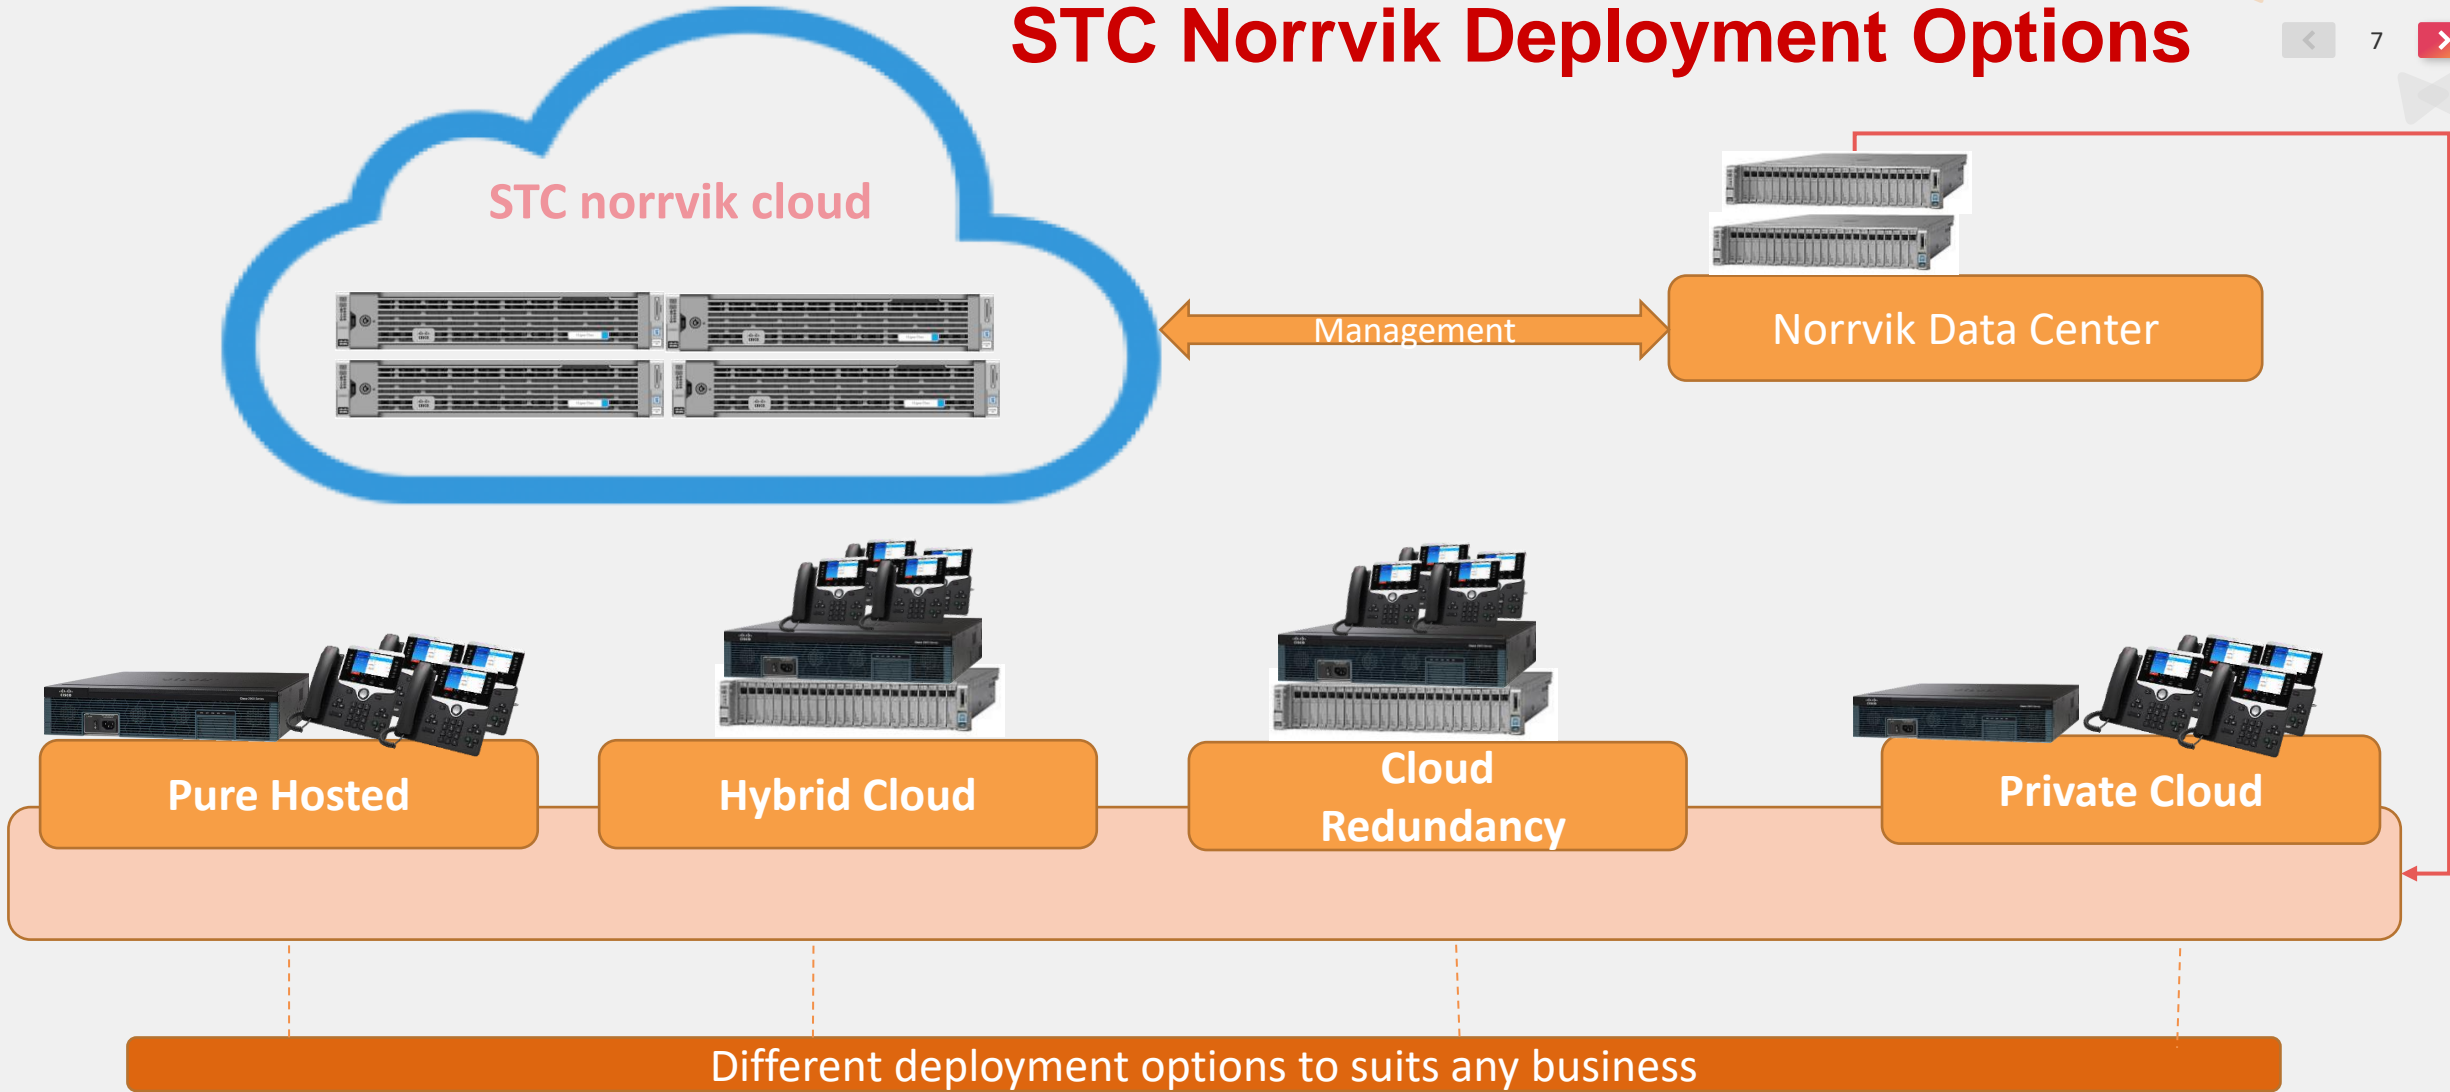 STC Norrvik Deployment Options
7
STC norrvik cloud
Management
Norrvik Data Center
Pure Hosted
Hybrid Cloud
Cloud
Redundancy
Private Cloud
Different deployment options to suits any business